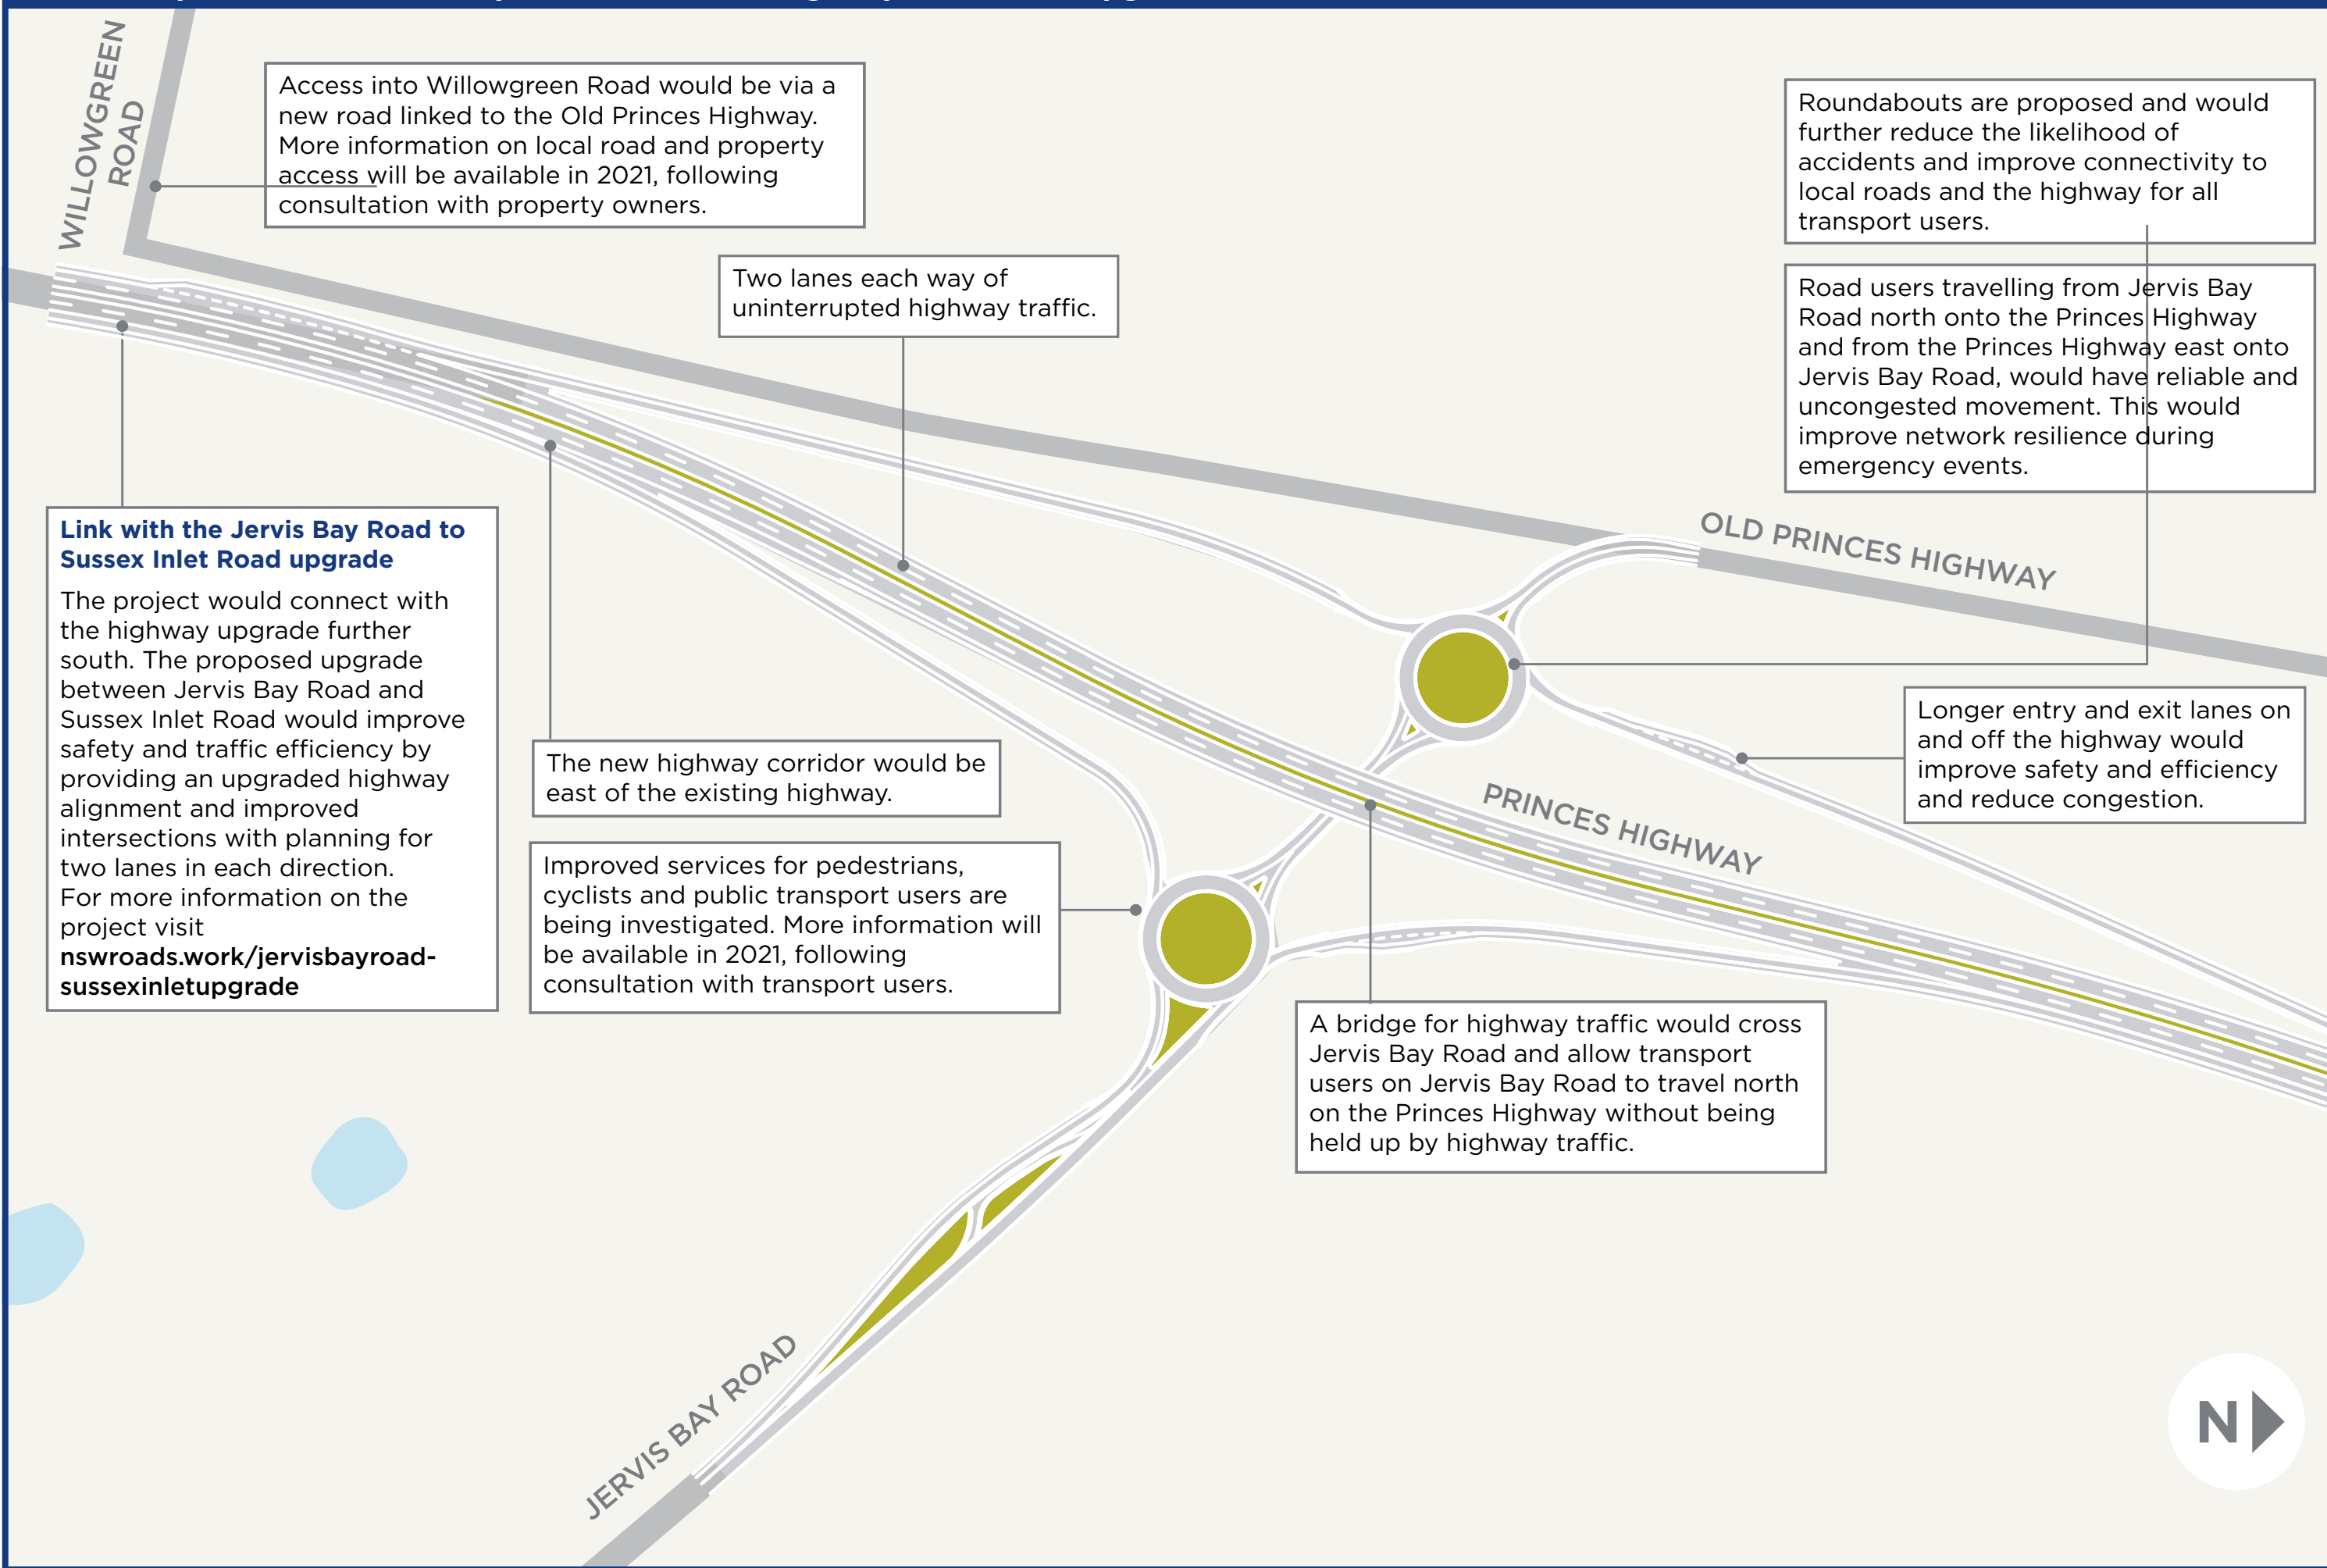 WILLOWGREEN
ROAD
Access into Willowgreen Road would be via a
new road linked to the Old Princes Highway.
More information on local road and property
access will be available in 2021, following
consultation with property owners.
Roundabouts are proposed and would
further reduce the likelihood of
accidents and improve connectivity to
local roads and the highway for all
transport users.
Two lanes each way of
uninterrupted highway traffic.
Road users travelling from Jervis Bay
Road north onto the Princes Highway
and from the Princes Highway east onto
Jervis Bay Road, would have reliable and
uncongested movement. This would
improve network resilience during
emergency events.
Link with the Jervis Bay Road to
Sussex Inlet Road upgrade
The project would connect with
the highway upgrade further
south. The proposed upgrade
between Jervis Bay Road and
Sussex Inlet Road would improve
safety and traffic efficiency by
providing an upgraded highway
alignment and improved
intersections with planning for
two lanes in each direction.
For more information on the
project visit
nswroads.work/jervisbayroad-
sussexinletupgrade
OLD PRINCES HIGHWAY
Longer entry and exit lanes on
and off the highway would
improve safety and efficiency
and reduce congestion.
The new highway corridor would be
east of the existing highway.
PRINCES HIGHWAY
Improved services for pedestrians,
cyclists and public transport users are
being investigated. More information will
be available in 2021, following
consultation with transport users.
A bridge for highway traffic would cross
Jervis Bay Road and allow transport
users on Jervis Bay Road to travel north
on the Princes Highway without being
held up by highway traffic.
JERVIS BAY ROAD
N